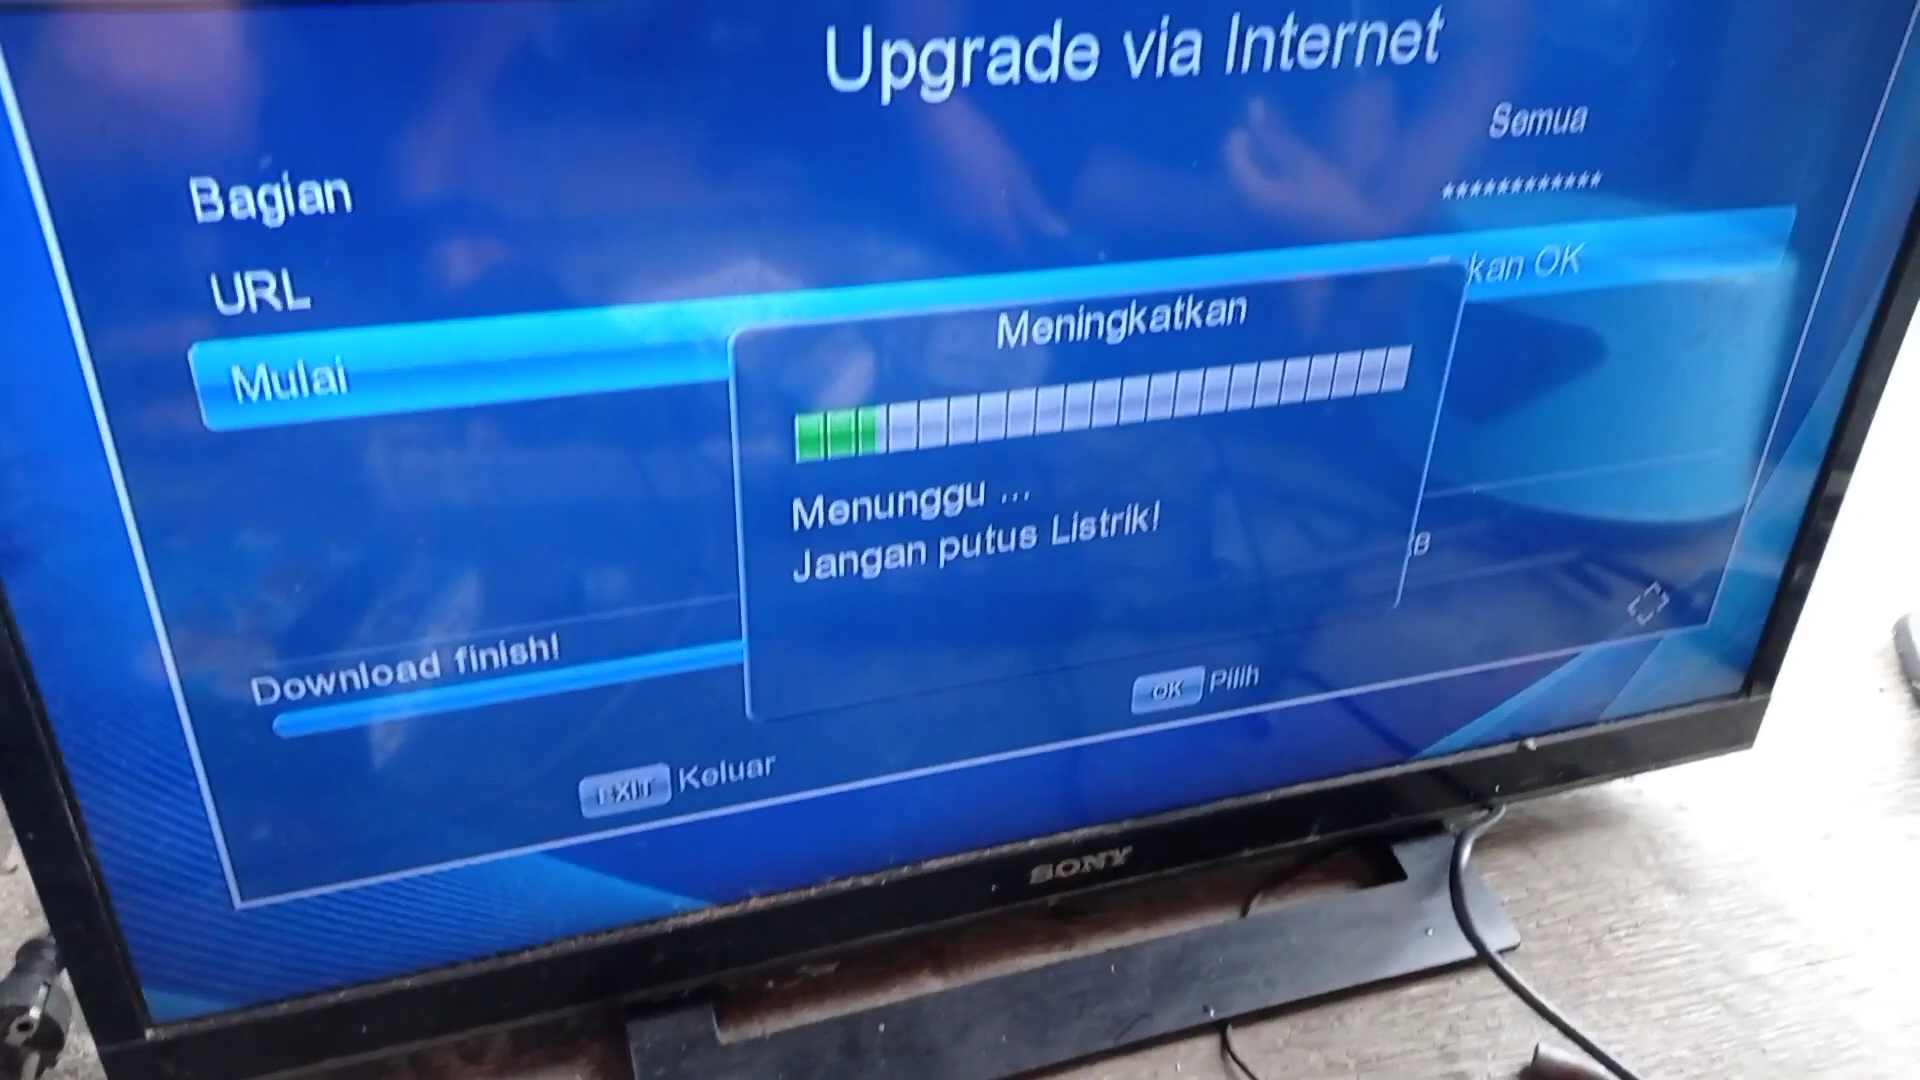 Upgrade via Internet
Bagian
Semua
URL
************
Mulai
kan OK
Meningkatkan
Menunggu ...
Jangan putus Listrik!
B
Download finish!
OK Pilih
EXIT Keluar
SONY